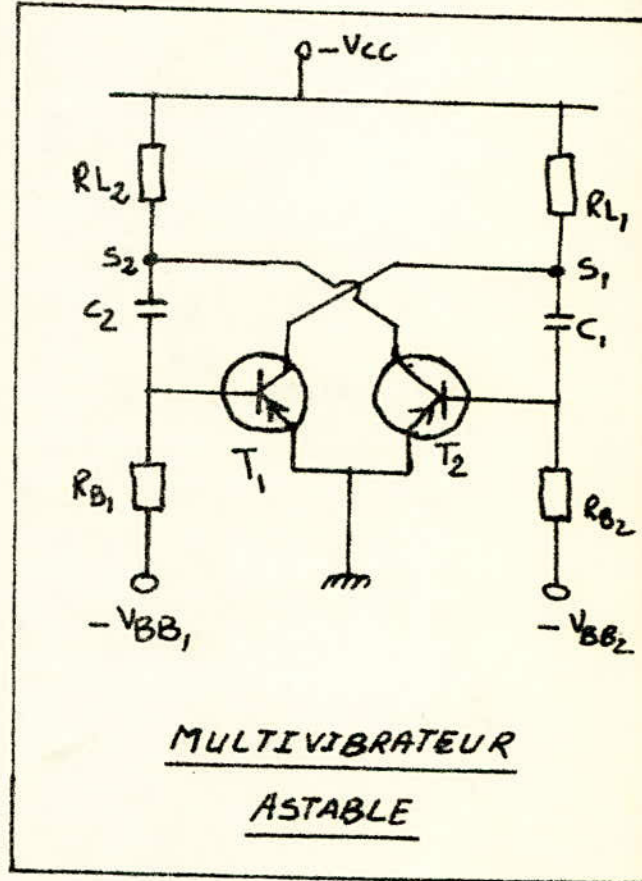 -Vcc
RL₂
RL₁
S₂
S₁
C₂
C₁
T₁
T₂
RB₁
RB₂
-VBB₁
-VBB₂
MULTIVIBRATEUR
ASTABLE